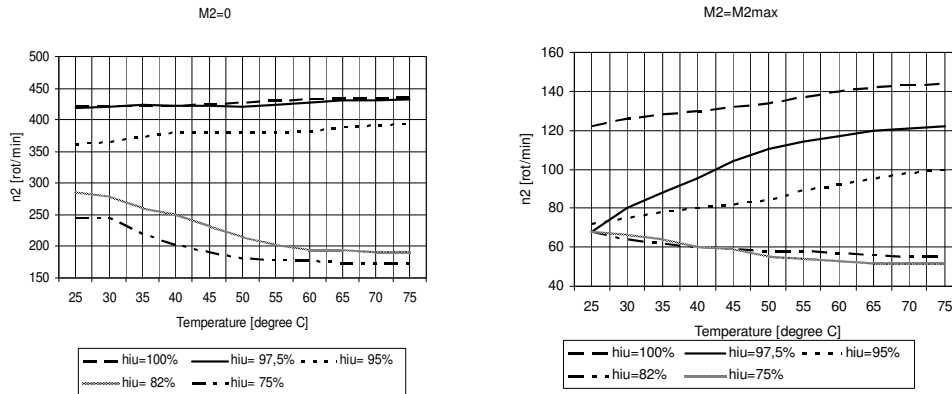 M2=0
500
450
400
350
300
250
200
150
n2 [rot/min]
25 30 35 40 45 50 55 60 65 70 75
Temperature [degree C]
hiu=100% hiu= 97,5% hiu= 95%
hiu= 82% hiu= 75%
M2=M2max
160
140
120
100
80
60
40
n2 [rot/min]
25 30 35 40 45 50 55 60 65 70 75
Temperature [degree C]
hiu=100% hiu=97,5% hiu=95%
hiu=82% hiu=75%